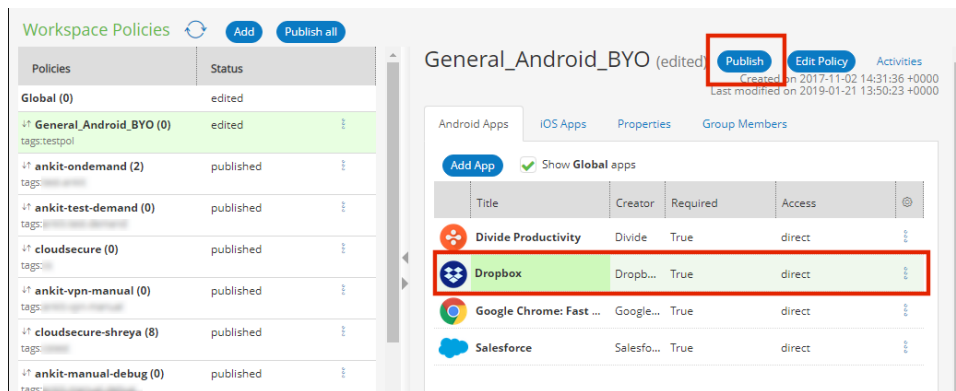 Workspace Policies Add Publish all
Policies Status
Global (0) edited
General_Android_BYO (0) edited
tags:testpol
ankit-ondemand (2) published
tags:
ankit-test-demand (0) published
tags:
cloudsecure (0) published
tags:
ankit-vpn-manual (0) published
tags:
cloudsecure-shreya (8) published
tags:
ankit-manual-debug (0) published
tags:
General_Android_BYO (edited) Publish Edit Policy Activities
Created on 2017-11-02 14:31:36 +0000
Last modified on 2019-01-21 13:50:23 +0000
Android Apps iOS Apps Properties Group Members
Add App Show Global apps
Title Creator Required Access
Divide Productivity Divide True direct
Dropbox Dropb... True direct
Google Chrome: Fast ... Google... True direct
Salesforce Salesfo... True direct